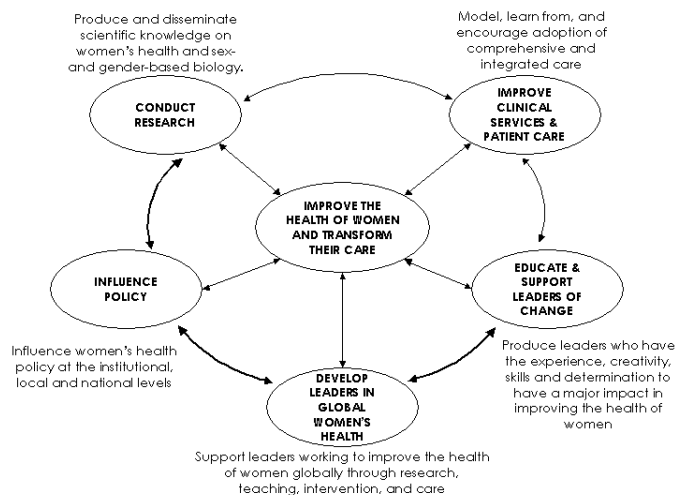 Produce and disseminate
scientific knowledge on
women's health and sex-
and gender-based biology.
Model, learn from, and
encourage adoption of
comprehensive and
integrated care
CONDUCT
RESEARCH
IMPROVE
CLINICAL
SERVICES &
PATIENT CARE
IMPROVE THE
HEALTH OF WOMEN
AND TRANSFORM
THEIR CARE
INFLUENCE
POLICY
EDUCATE &
SUPPORT
LEADERS OF
CHANGE
Influence women's health
policy at the institutional,
local and national levels
Produce leaders who have
the experience, creativity,
skills and determination to
have a major impact in
improving the health of
women
DEVELOP
LEADERS IN
GLOBAL
WOMEN'S
HEALTH
Support leaders working to improve the health
of women globally through research,
teaching, intervention, and care